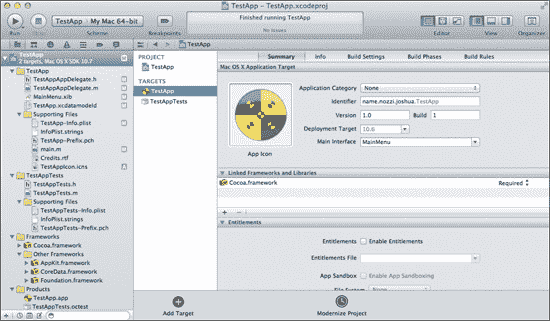 TestApp – TestApp.xcodeproj
TestApp › My Mac 64-bit
Finished running TestApp
No Issues
Run
Stop
Scheme
Breakpoints
Editor
View
Organizer
TestApp
TestApp
2 targets, Mac OS X SDK 10.7
TestApp
TestAppAppDelegate.h
TestAppAppDelegate.m
MainMenu.xib
TestApp.xcdatamodeld
Supporting Files
TestApp-Info.plist
InfoPlist.strings
TestApp-Prefix.pch
main.m
Credits.rtf
TestAppIcon.icns
TestAppTests
TestAppTests.h
TestAppTests.m
Supporting Files
TestAppTests-Info.plist
InfoPlist.strings
TestAppTests-Prefix.pch
Frameworks
Cocoa.framework
Other Frameworks
AppKit.framework
CoreData.framework
Foundation.framework
Products
TestApp.app
TestAppTests.octest
PROJECT
TestApp
TARGETS
TestApp
TestAppTests
Summary
Info
Build Settings
Build Phases
Build Rules
Mac OS X Application Target
App Icon
Application Category
None
Identifier
name.nozzi.joshua.TestApp
Version
1.0
Build
1
Deployment Target
10.6
Main Interface
MainMenu
Linked Frameworks and Libraries
Cocoa.framework
Required
Entitlements
Entitlements
Enable Entitlements
Entitlements File
App Sandbox
Enable App Sandboxing
File System
None
Add Target
Modernize Project